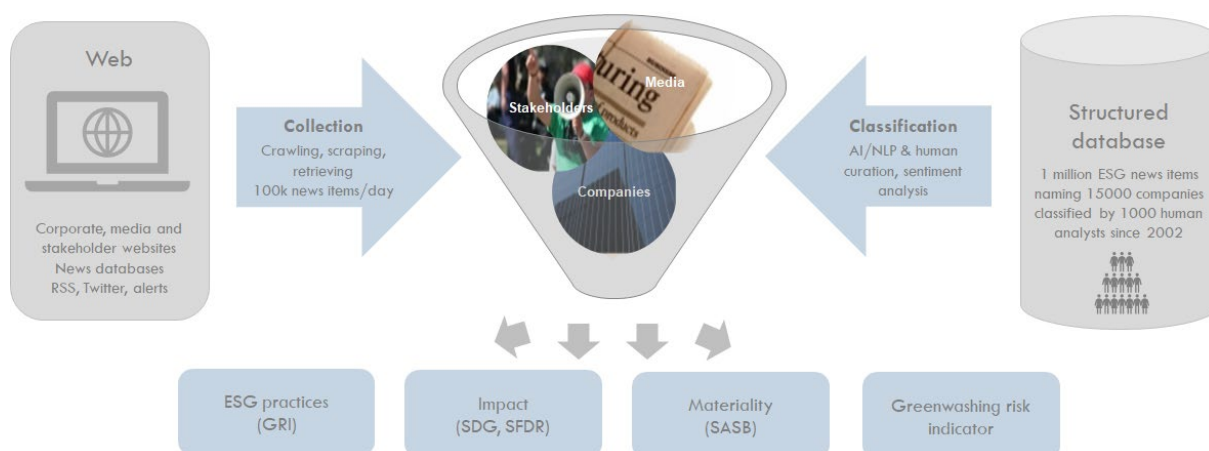 Web
Corporate, media and
stakeholder websites
News databases
RSS, Twitter, alerts
Collection
Crawling, scraping,
retrieving
100k news items/day
Stakeholders
Media
uring
products
Companies
Classification
AI/NLP & human
curation, sentiment
analysis
Structured
database
1 million ESG news items
naming 15000 companies
classified by 1000 human
analysts since 2002
ESG practices
(GRI)
Impact
(SDG, SFDR)
Materiality
(SASB)
Greenwashing risk
indicator